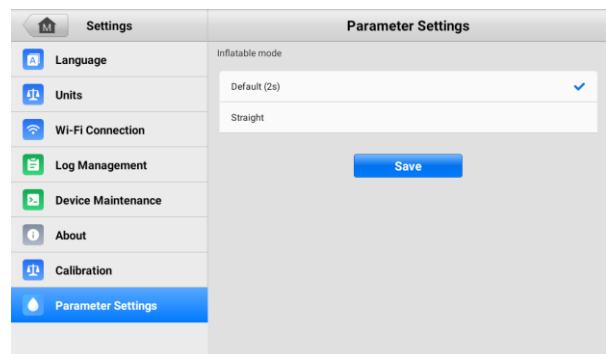 M
Settings
Parameter Settings
A
Language
Inflatable mode
Default (2s)
Units
Straight
Wi-Fi Connection
Log Management
Save
Device Maintenance
About
Calibration
Parameter Settings